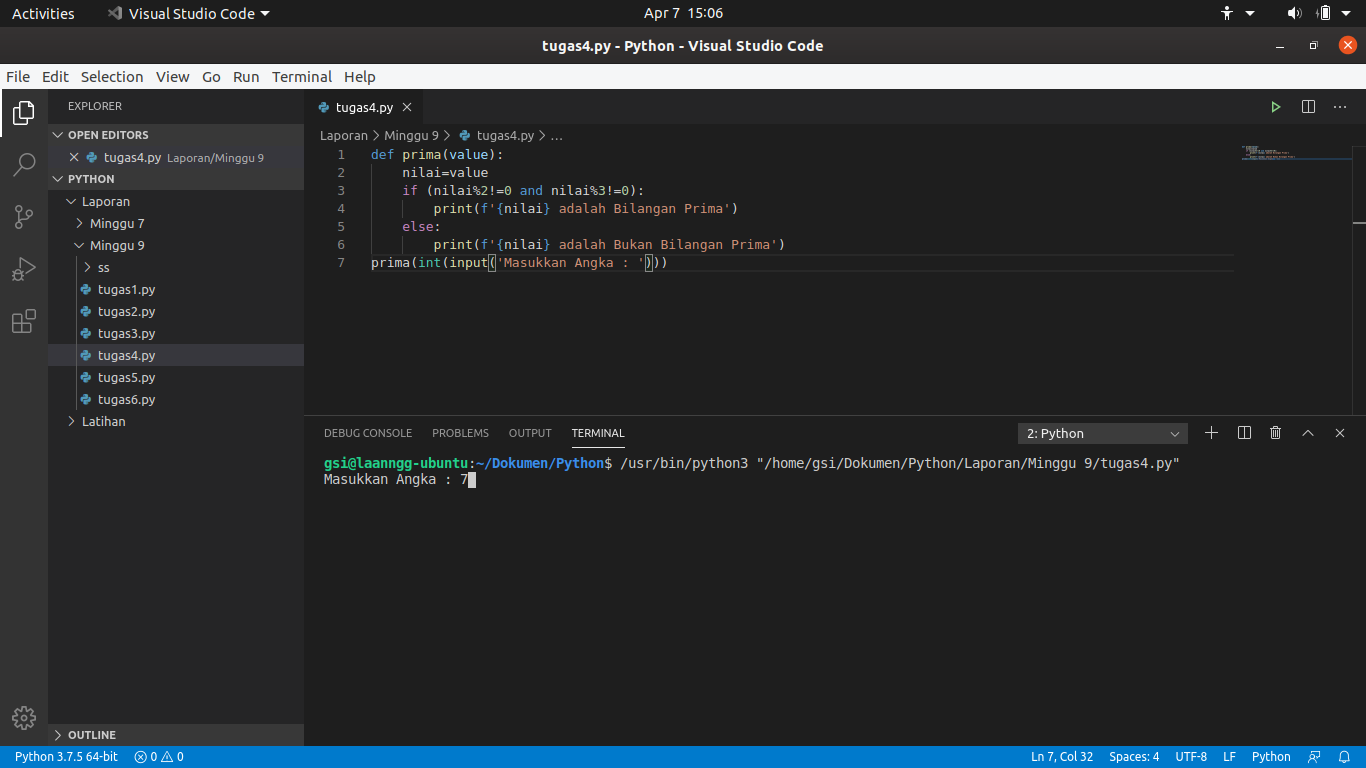 Activities Visual Studio Code Apr 7 15:06
tugas4.py - Python - Visual Studio Code
File Edit Selection View Go Run Terminal Help
EXPLORER
OPEN EDITORS
tugas4.py Laporan/Minggu 9
PYTHON
Laporan
Minggu 7
Minggu 9
ss
tugas1.py
tugas2.py
tugas3.py
tugas4.py
tugas5.py
tugas6.py
Latihan
OUTLINE
tugas4.py
Laporan > Minggu 9 > tugas4.py > ...
1 def prima(value):
2     nilai=value
3     if (nilai%2!=0 and nilai%3!=0):
4         print(f'{nilai} adalah Bilangan Prima')
5     else:
6         print(f'{nilai} adalah Bukan Bilangan Prima')
7 prima(int(input('Masukkan Angka : ')))
DEBUG CONSOLE PROBLEMS OUTPUT TERMINAL 2: Python
gsi@laanngg-ubuntu:~/Dokumen/Python$ /usr/bin/python3 "/home/gsi/Dokumen/Python/Laporan/Minggu 9/tugas4.py"
Masukkan Angka : 7
Python 3.7.5 64-bit 0 0 Ln 7, Col 32 Spaces: 4 UTF-8 LF Python